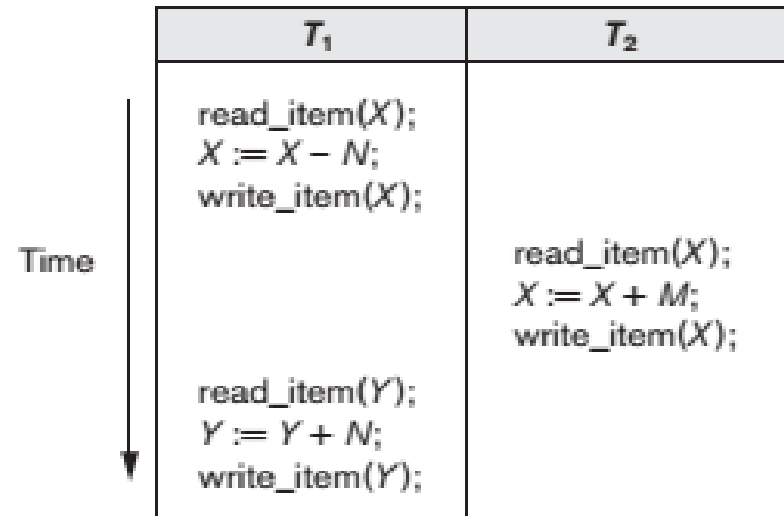 T₁ T₂
read_item(X);
X := X – N;
write_item(X);
Time
read_item(X);
X := X + M;
write_item(X);
read_item(Y);
Y := Y + N;
write_item(Y);